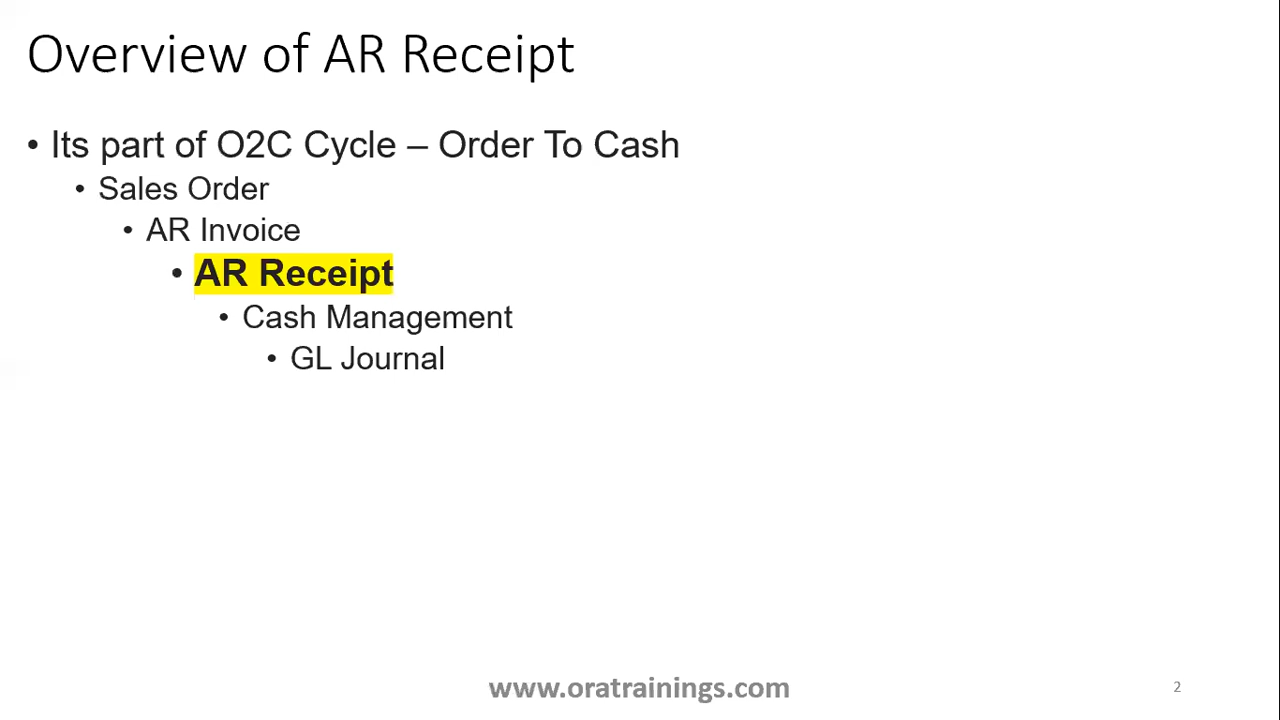 Overview of AR Receipt
• Its part of O2C Cycle – Order To Cash
• Sales Order
• AR Invoice
• AR Receipt
• Cash Management
• GL Journal
www.oratrainings.com
2